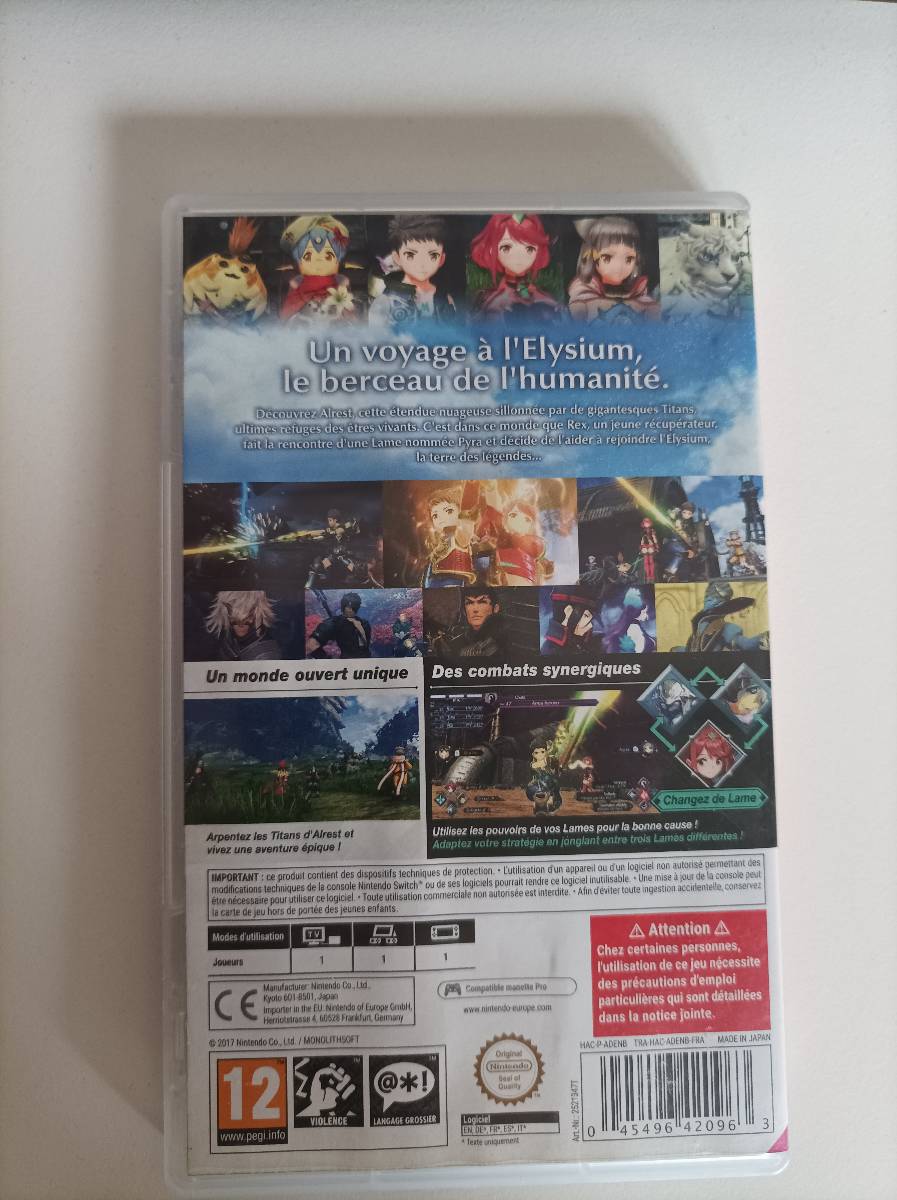 Un voyage à l'Elysium,
le berceau de l'humanité.
Découvrez Alrest, cette étendue nuageuse sillonnée par de gigantesques Titans,
ultimes refuges des êtres vivants. C'est dans ce monde que Rex, un jeune récupérateur,
fait la rencontre d'une Lame nommée Pyra et décide de l'aider à rejoindre l'Elysium,
la terre des légendes...
Un monde ouvert unique
Des combats synergiques
Changez de Lame
Arpentez les Titans d'Alrest et
vivez une aventure épique !
Utilisez les pouvoirs de vos Lames pour la bonne cause !
Adaptez votre stratégie en jonglant entre trois Lames différentes !
IMPORTANT : ce produit contient des dispositifs techniques de protection. • L'utilisation d'un appareil ou d'un logiciel non autorisé permettant des
modifications techniques de la console Nintendo Switch™ ou de ses logiciels pourrait rendre ce logiciel inutilisable. • Une mise à jour de la console peut
être nécessaire pour utiliser ce logiciel. • Toute utilisation commerciale non autorisée est interdite. • Afin d'éviter toute ingestion accidentelle, conservez
la carte de jeu hors de portée des jeunes enfants.
Modes d'utilisation
TV
Joueurs
1
1
1
Attention
Chez certaines personnes,
l'utilisation de ce jeu nécessite
des précautions d'emploi
particulières qui sont détaillées
dans la notice jointe.
CE
Manufacturer: Nintendo Co., Ltd.,
Kyoto 601-8501, Japan
Importer in the EU: Nintendo of Europe GmbH,
Herriotstrasse 4, 60528 Frankfurt, Germany
Compatible manette Pro
www.nintendo-europe.com
© 2017 Nintendo Co., Ltd. / MONOLITHSOFT
HAC-P-ADENB TRA-HAC-ADENB-FRA MADE IN JAPAN
12
www.pegi.info
VIOLENCE
@*!
LANGAGE GROSSIER
Original
Nintendo
Seal of
Quality
TM
Logiciel
EN, DE*, FR*, ES*, IT*
* Texte uniquement
Art.-Nr. 2521947T
0 45496 42096 3